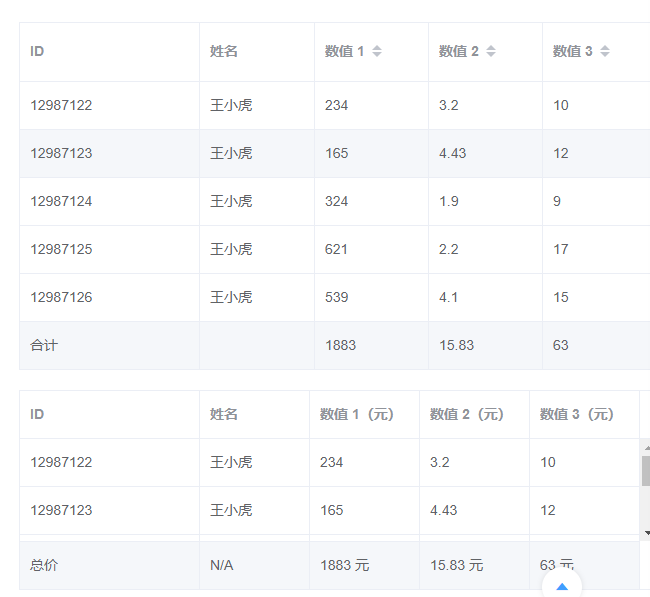 ID 姓名 数值 1 数值 2 数值 3
12987122 王小虎 234 3.2 10
12987123 王小虎 165 4.43 12
12987124 王小虎 324 1.9 9
12987125 王小虎 621 2.2 17
12987126 王小虎 539 4.1 15
合计 1883 15.83 63
ID 姓名 数值 1（元） 数值 2（元） 数值 3（元）
12987122 王小虎 234 3.2 10
12987123 王小虎 165 4.43 12
总价 N/A 1883 元 15.83 元 63 元